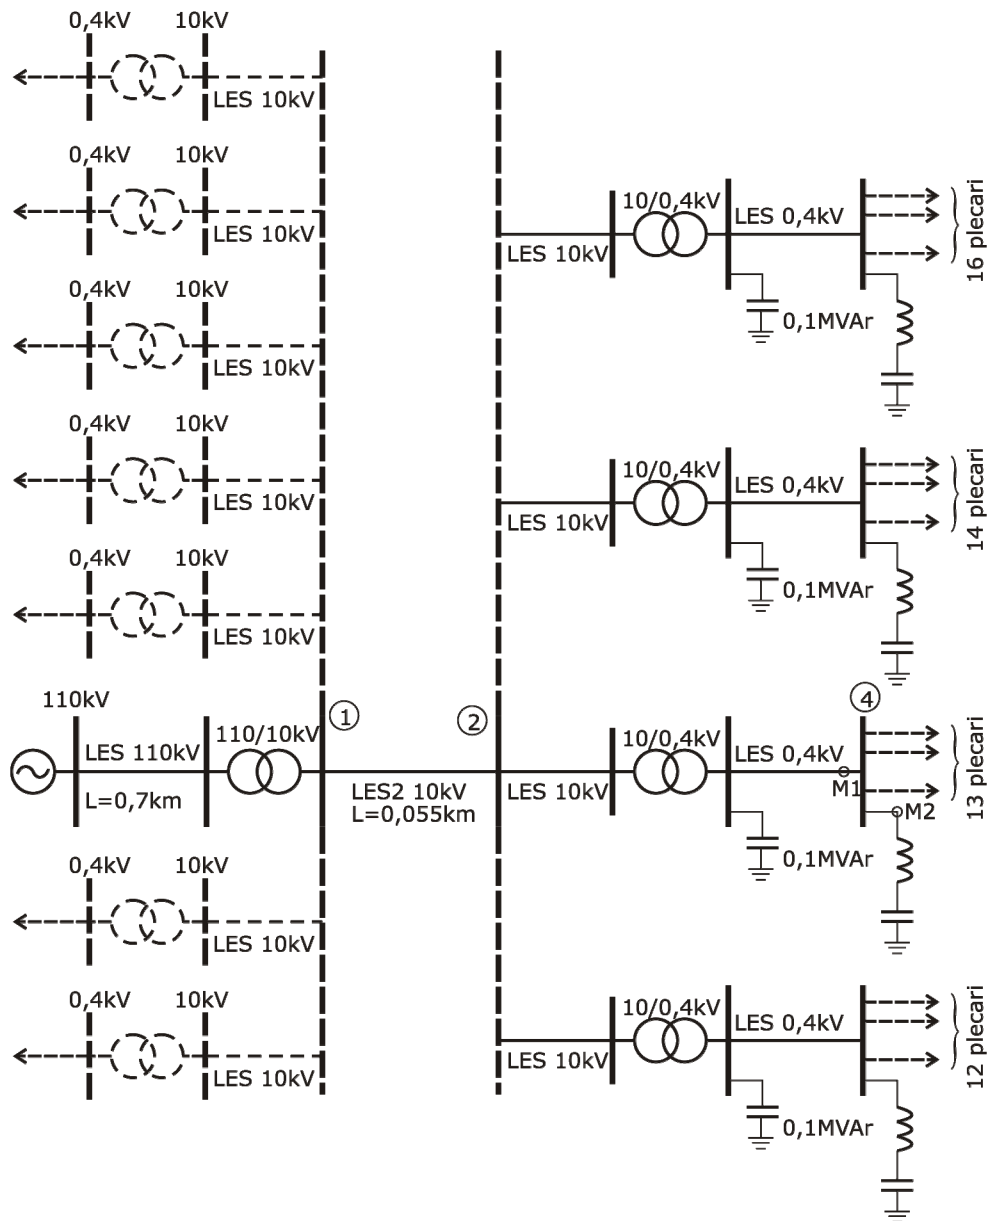 0,4kV 10kV
LES 10kV
0,4kV 10kV
LES 10kV
10/0,4kV
LES 0,4kV
LES 10kV
0,1MVAr
16 plecari
0,4kV 10kV
LES 10kV
0,4kV 10kV
LES 10kV
10/0,4kV
LES 0,4kV
LES 10kV
0,1MVAr
14 plecari
0,4kV 10kV
LES 10kV
110kV
LES 110kV
L=0,7km
110/10kV
1
LES2 10kV
L=0,055km
2
10/0,4kV
LES 10kV
LES 0,4kV
0,1MVAr
4
M1
M2
13 plecari
0,4kV 10kV
LES 10kV
0,4kV 10kV
LES 10kV
10/0,4kV
LES 0,4kV
LES 10kV
0,1MVAr
12 plecari